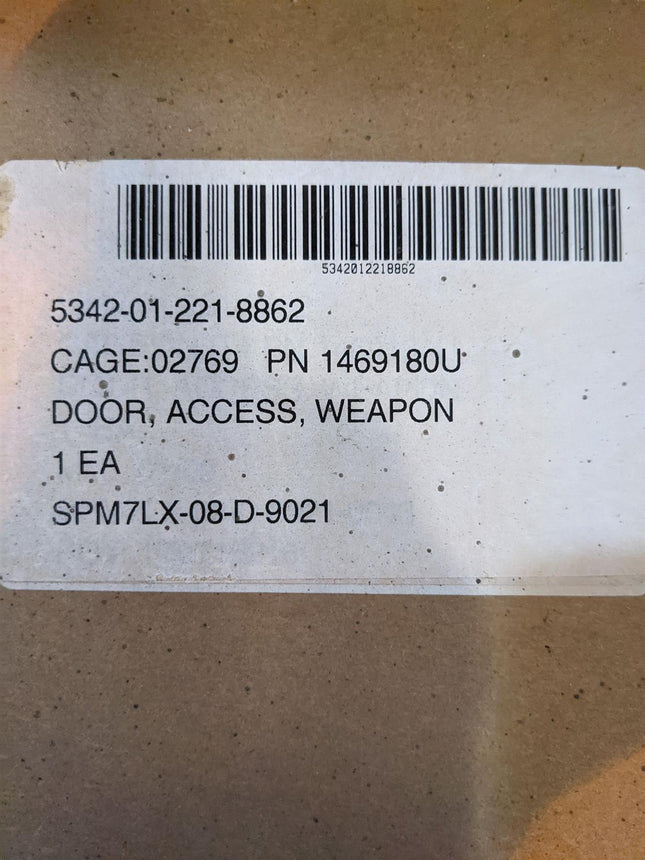 5342012218862
5342-01-221-8862
CAGE:02769 PN 1469180U
DOOR, ACCESS, WEAPON
1 EA
SPM7LX-08-D-9021